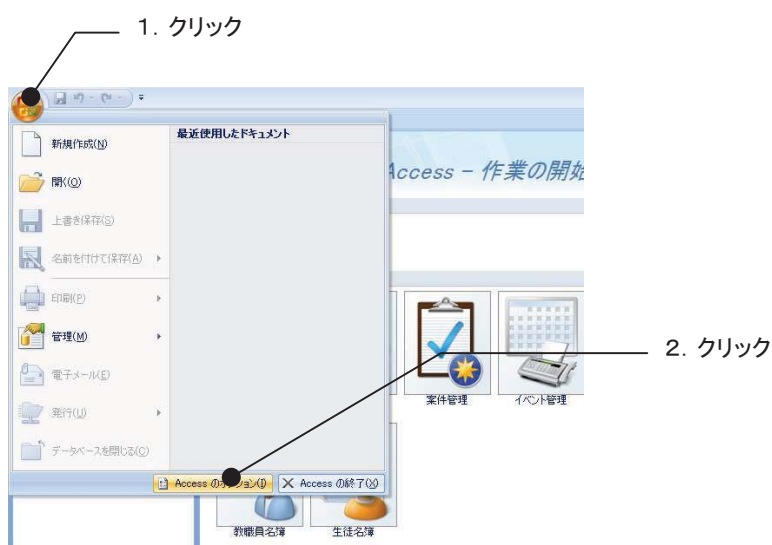 1. クリック
最近使用したドキュメント
新規作成(N)
開く(O)
上書き保存(S)
名前を付けて保存(A)
印刷(P)
管理(M)
電子メール(E)
発行(U)
データベースを閉じる(C)
Access - 作業の開始
2. クリック
案件管理
イベント管理
Access のオプション(I)
Access の終了(X)
教職員名簿
生徒名簿